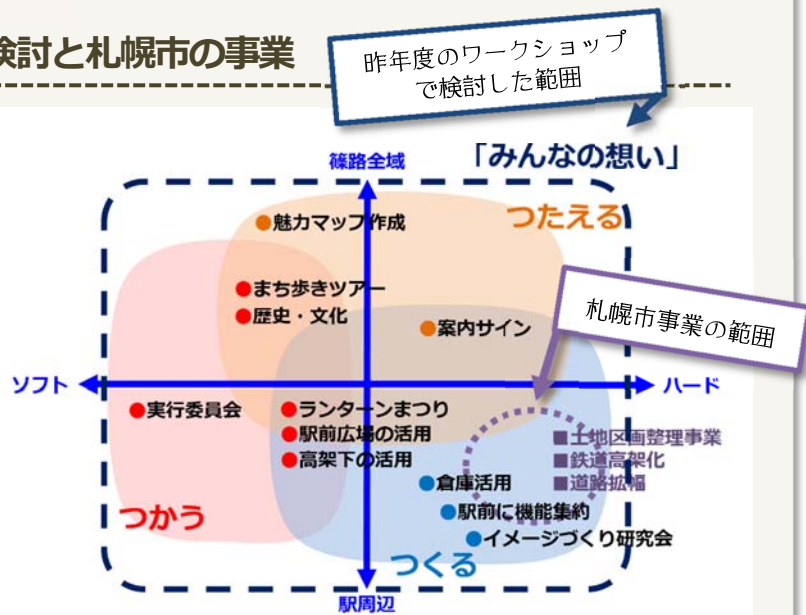 検討と札幌市の事業
昨年度のワークショップ
で検討した範囲
「みんなの想い」
篠路全域
つたえる
●魅力マップ作成
●まち歩きツアー
●歴史・文化
●案内サイン
札幌市事業の範囲
ソフト
ハード
●実行委員会
●ランターンまつり
●駅前広場の活用
●高架下の活用
■土地区画整理事業
■鉄道高架化
■道路拡幅
●倉庫活用
●駅前に機能集約
●イメージづくり研究会
つかう
つくる
駅周辺